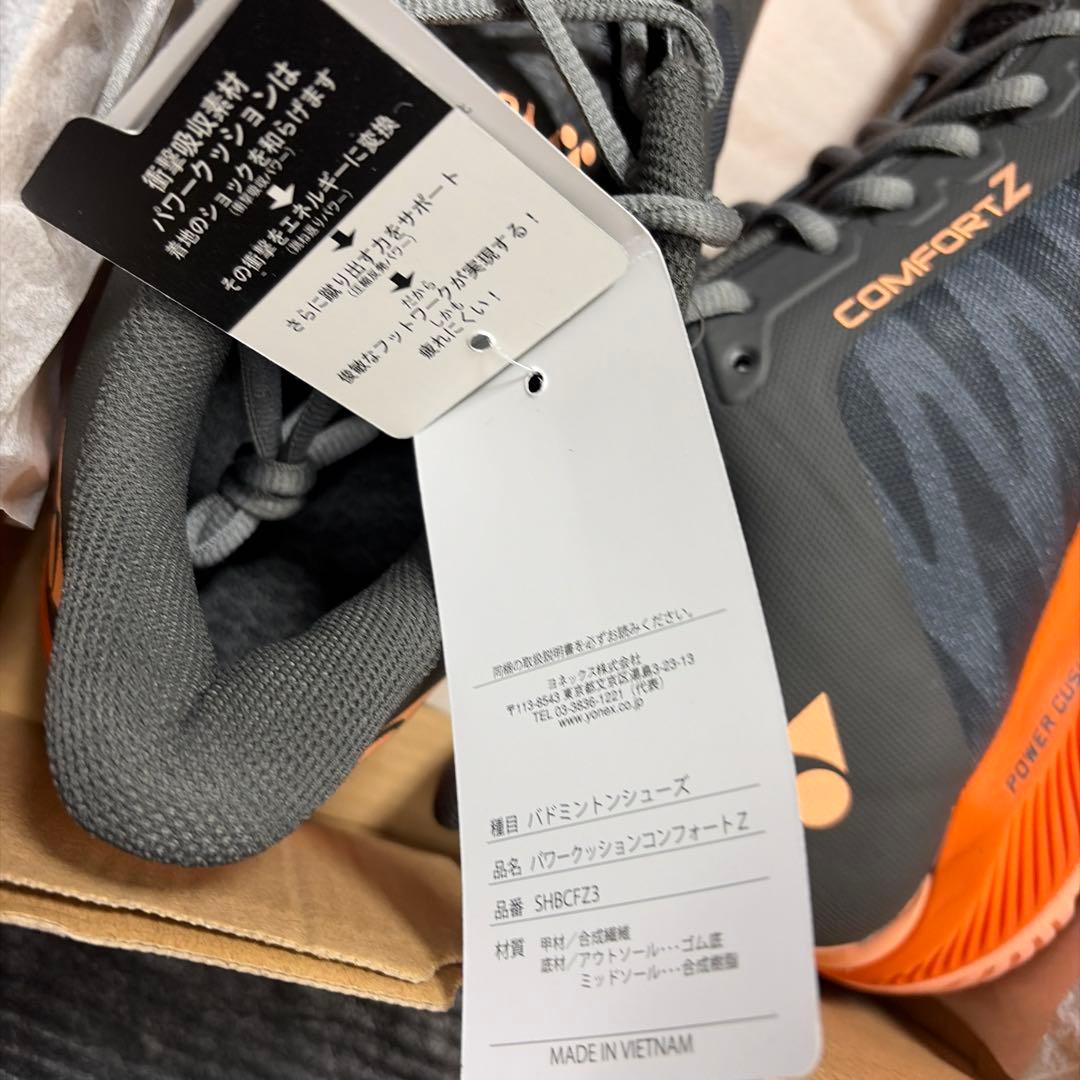 衝撃吸収素材
パワークッションは
着地のショックを和らげます
(衝撃吸収パワー)
その衝撃をエネルギーに変換
(跳ね返りパワー)
さらに蹴り出す力をサポート
(圧縮反発パワー)
だから
俊敏なフットワークが実現する!
しかも
疲れにくい!
COMFORT Z
POWER CUS
同梱の取扱説明書を必ずお読みください。
ヨネックス株式会社
〒113-8543 東京都文京区湯島3-23-13
TEL 03-3836-1221 (代表)
www.yonex.co.jp
種目 バドミントンシューズ
品名 パワークッションコンフォートZ
品番 SHBCFZ3
材質 甲材/合成繊維
底材/アウトソール…ゴム底
ミッドソール…合成樹脂
MADE IN VIETNAM